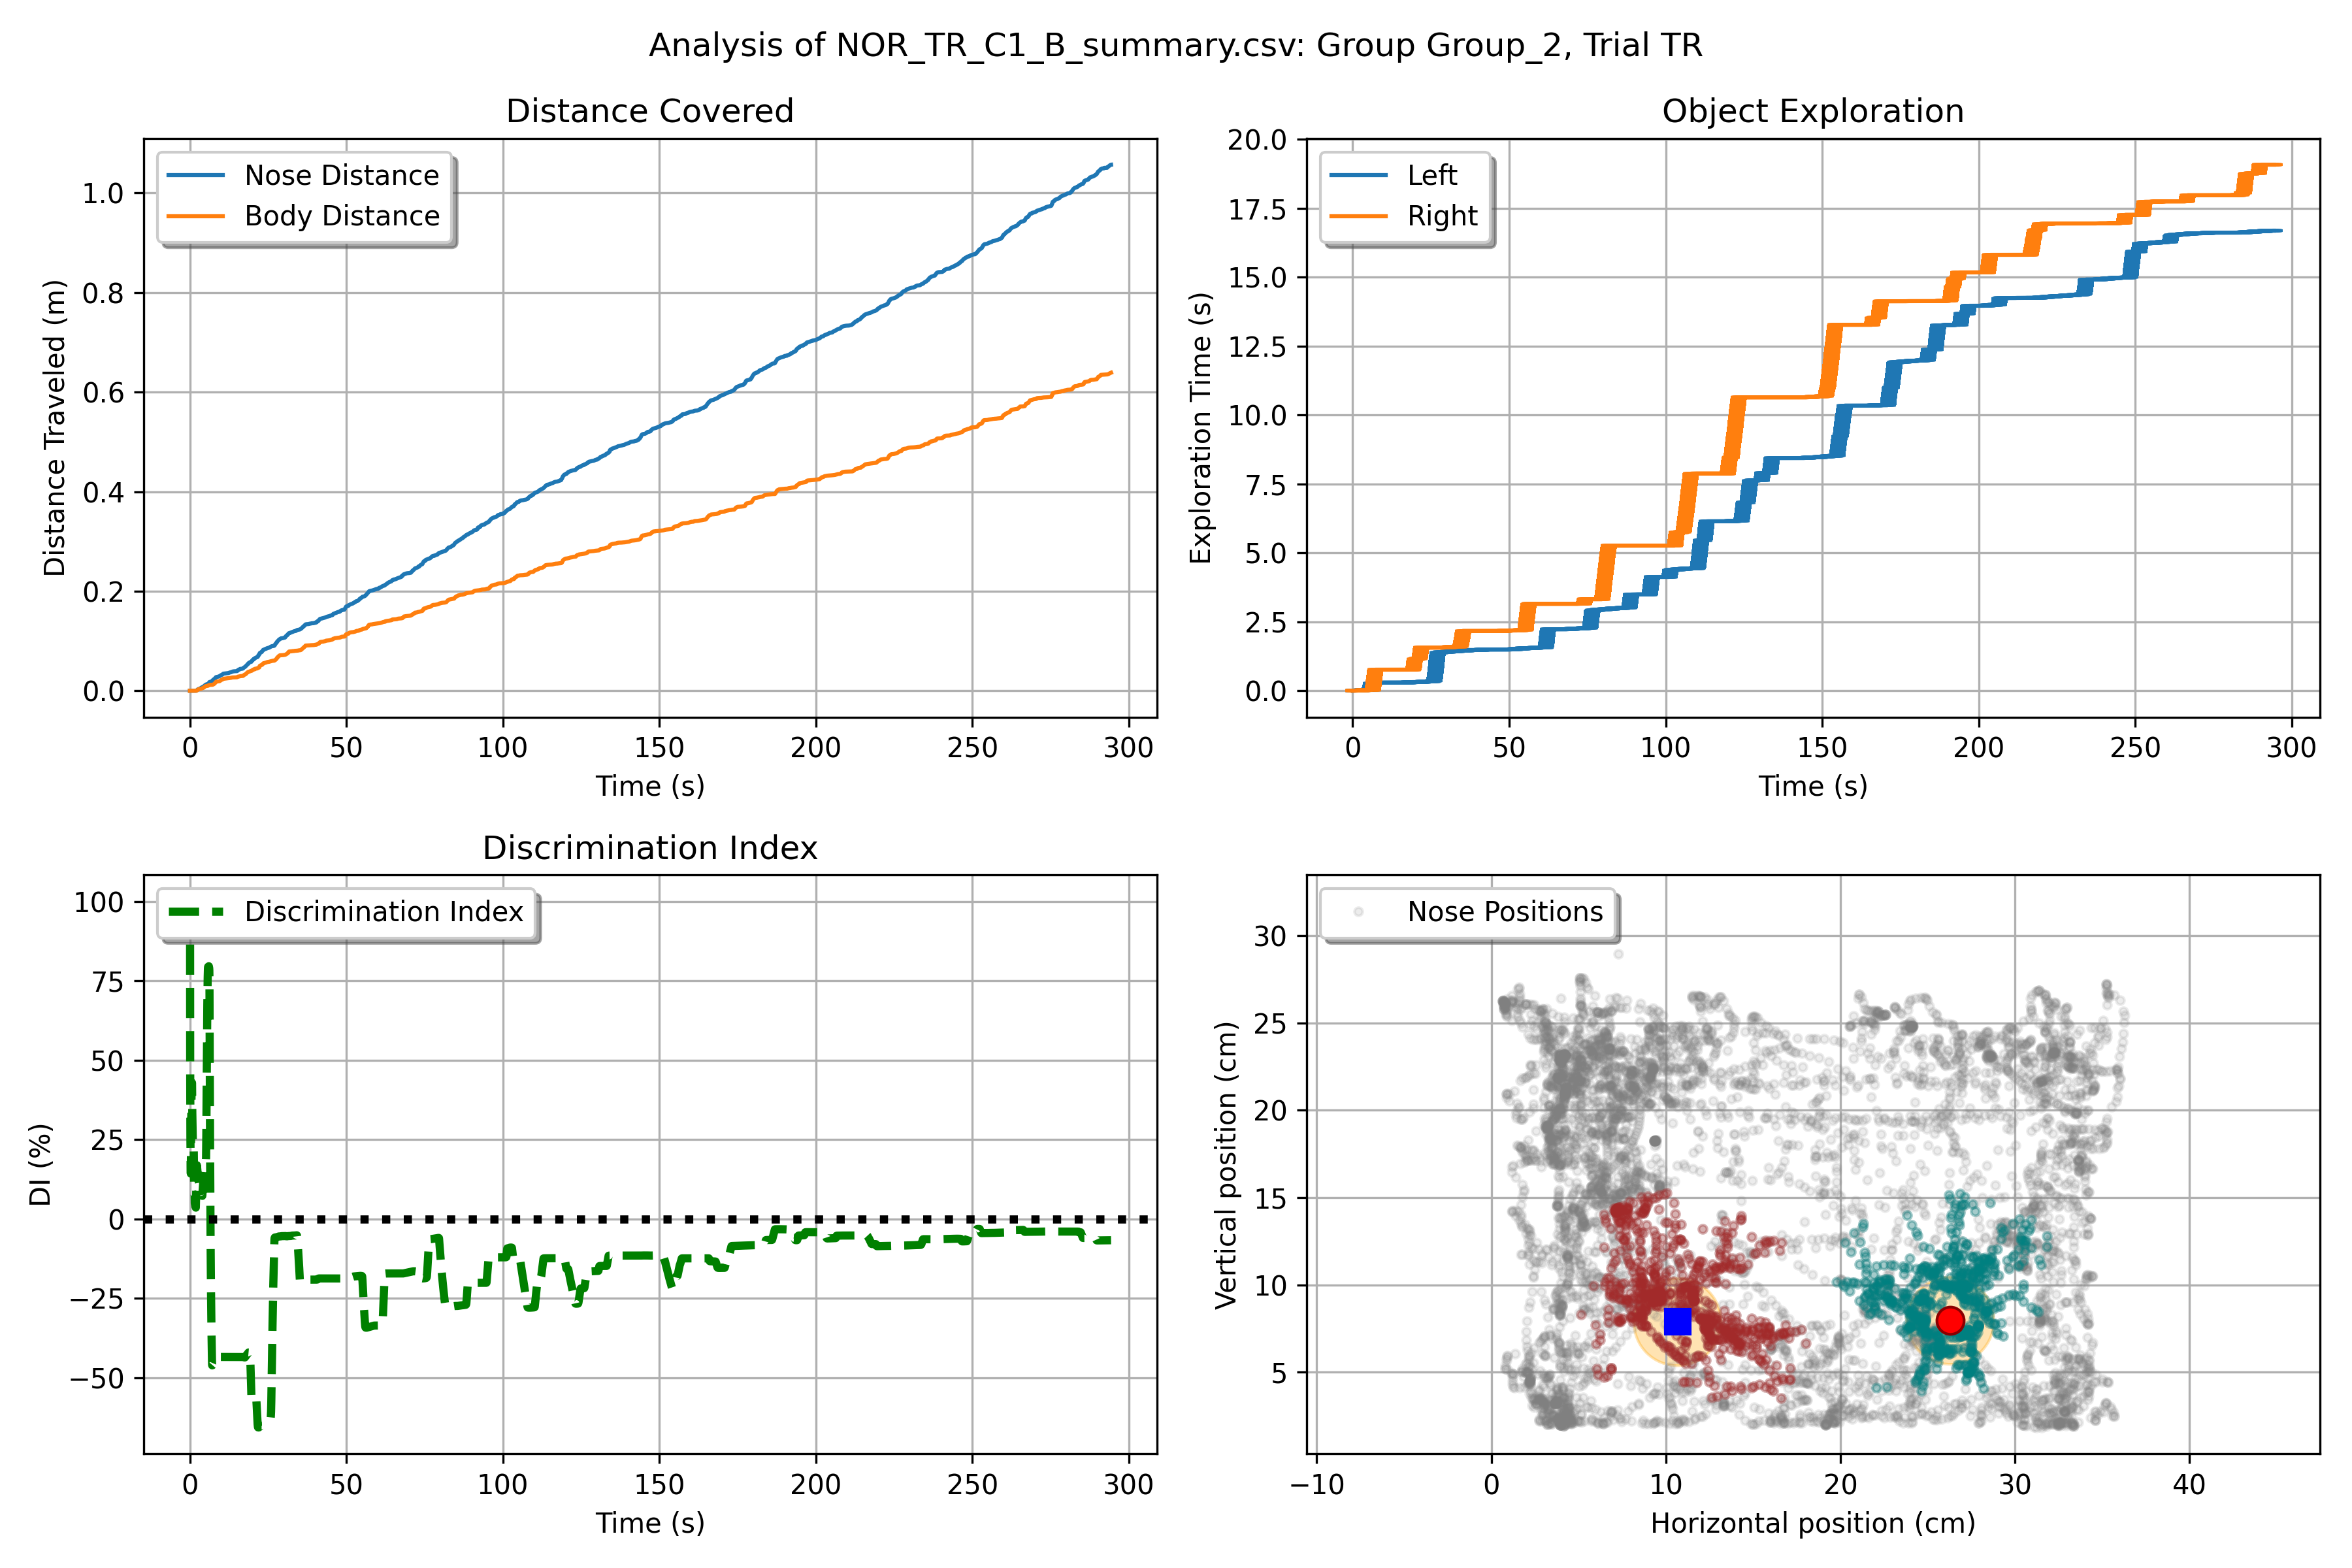 Analysis of NOR_TR_C1_B_summary.csv: Group Group_2, Trial TR
Distance Covered
Nose Distance
Body Distance
Distance Traveled (m)
1.0
0.8
0.6
0.4
0.2
0.0
0 50 100 150 200 250 300
Time (s)
Object Exploration
Left
Right
Exploration Time (s)
20.0
17.5
15.0
12.5
10.0
7.5
5.0
2.5
0.0
0 50 100 150 200 250 300
Time (s)
Discrimination Index
Discrimination Index
DI (%)
100
75
50
25
0
−25
−50
0 50 100 150 200 250 300
Time (s)
Nose Positions
Vertical position (cm)
30
25
20
15
10
5
−10 0 10 20 30 40
Horizontal position (cm)